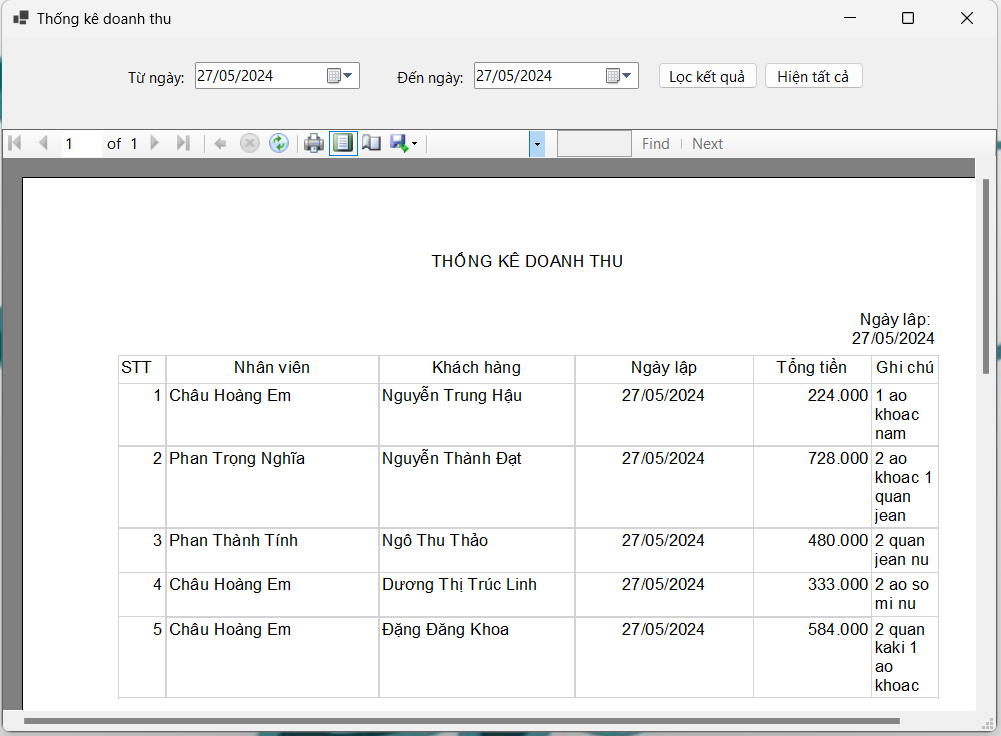 Thống kê doanh thu
Từ ngày: 27/05/2024 Đến ngày: 27/05/2024 Lọc kết quả Hiện tất cả
1 of 1 Find Next
THỐNG KÊ DOANH THU
Ngày lập:
27/05/2024
STT Nhân viên Khách hàng Ngày lập Tổng tiền Ghi chú
1 Châu Hoàng Em Nguyễn Trung Hậu 27/05/2024 224.000 1 ao
khoac
nam
2 Phan Trọng Nghĩa Nguyễn Thành Đạt 27/05/2024 728.000 2 ao
khoac 1
quan
jean
3 Phan Thành Tính Ngô Thu Thảo 27/05/2024 480.000 2 quan
jean nu
4 Châu Hoàng Em Dương Thị Trúc Linh 27/05/2024 333.000 2 ao so
mi nu
5 Châu Hoàng Em Đặng Đăng Khoa 27/05/2024 584.000 2 quan
kaki 1
ao
khoac